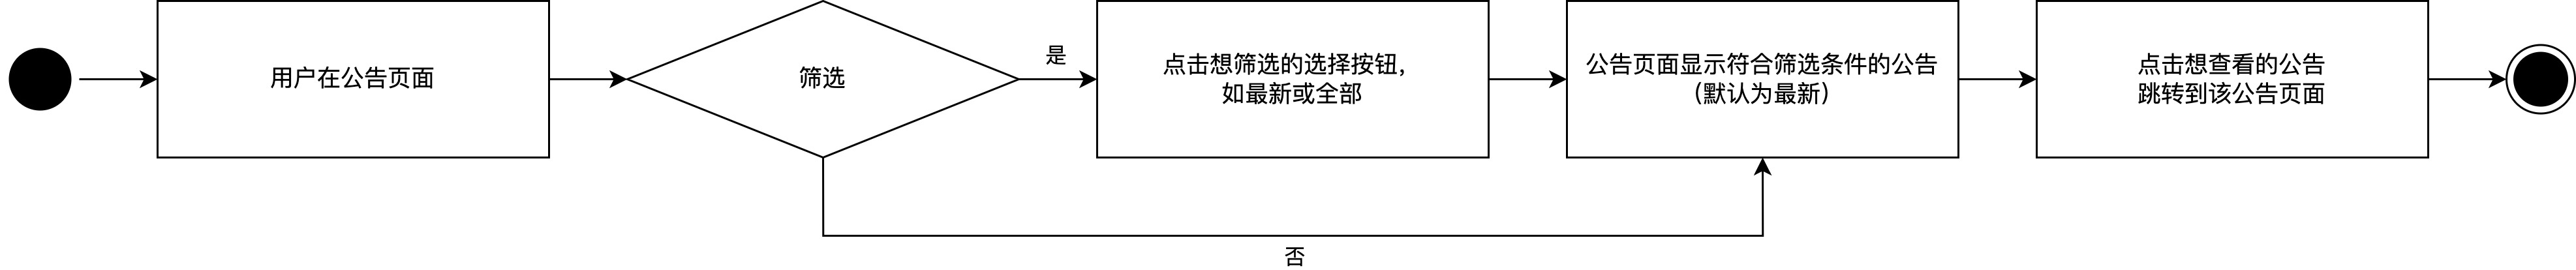 用户在公告页面
筛选
是
点击想筛选的选择按钮，
如最新或全部
公告页面显示符合筛选条件的公告
（默认为最新）
点击想查看的公告
跳转到该公告页面
否